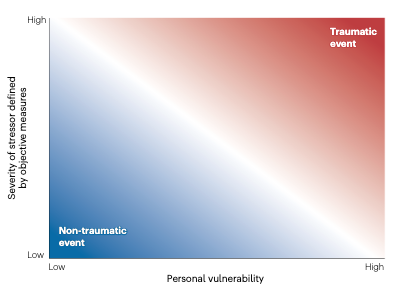 High
Traumatic
event
Severity of stressor defined
by objective measures
Non-traumatic
event
Low
Low
High
Personal vulnerability